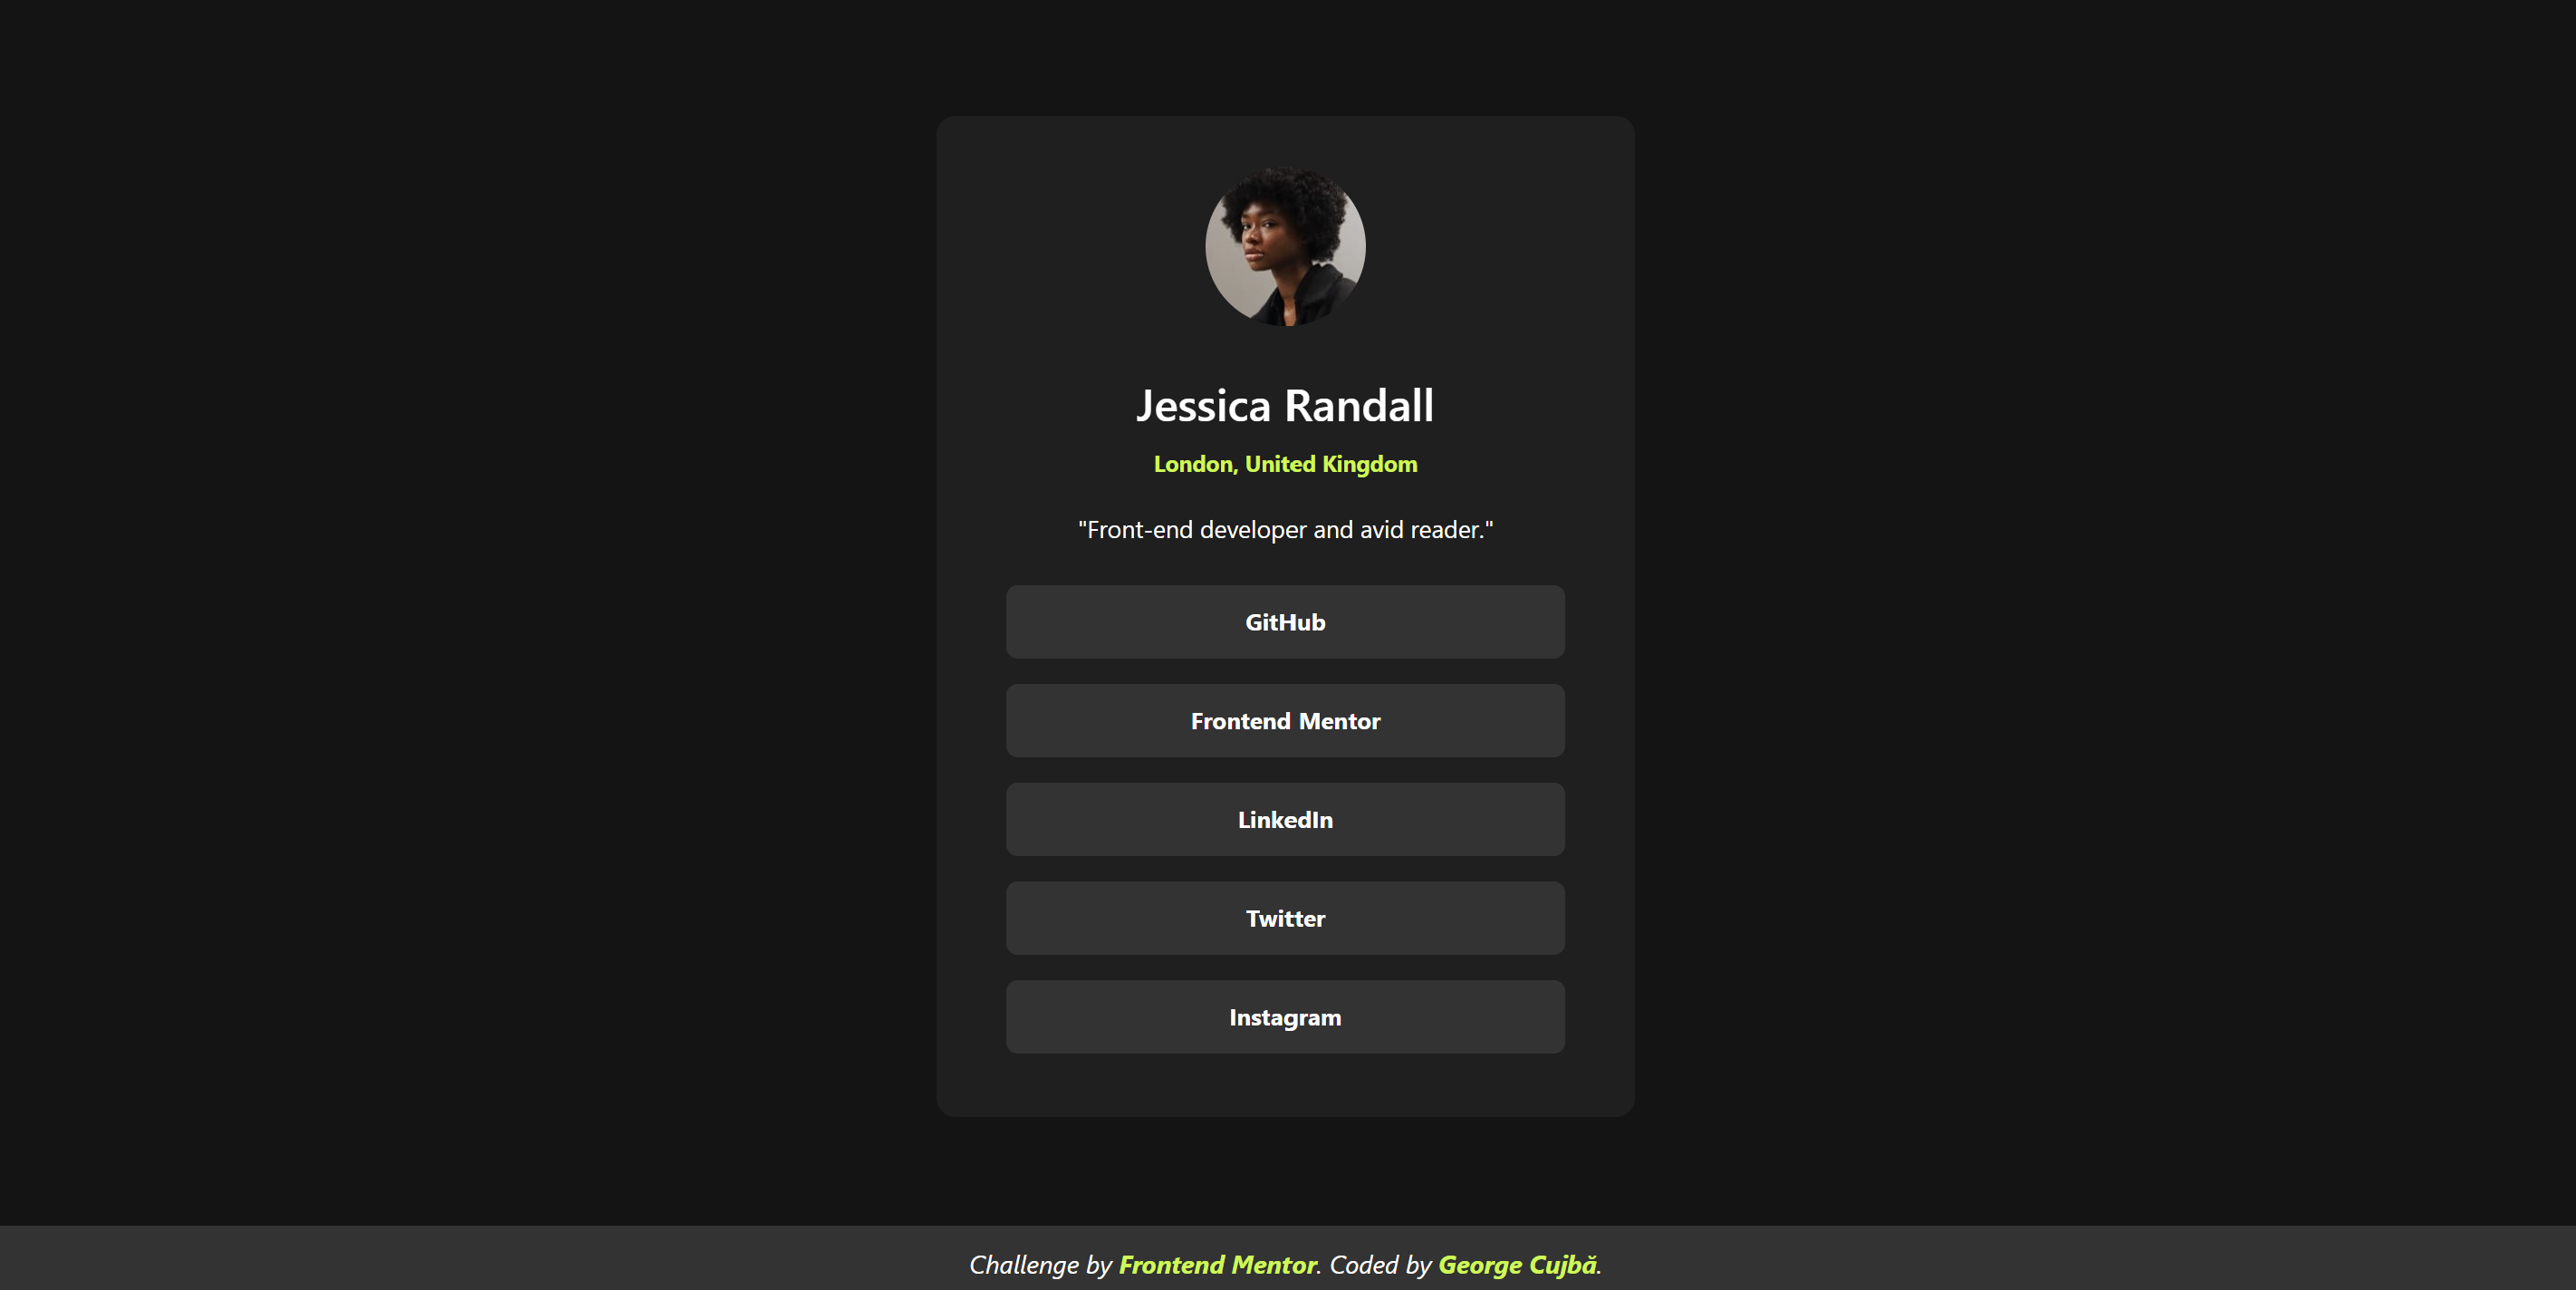 Jessica Randall
London, United Kingdom
"Front-end developer and avid reader."
GitHub
Frontend Mentor
LinkedIn
Twitter
Instagram
Challenge by Frontend Mentor. Coded by George Cujbă.